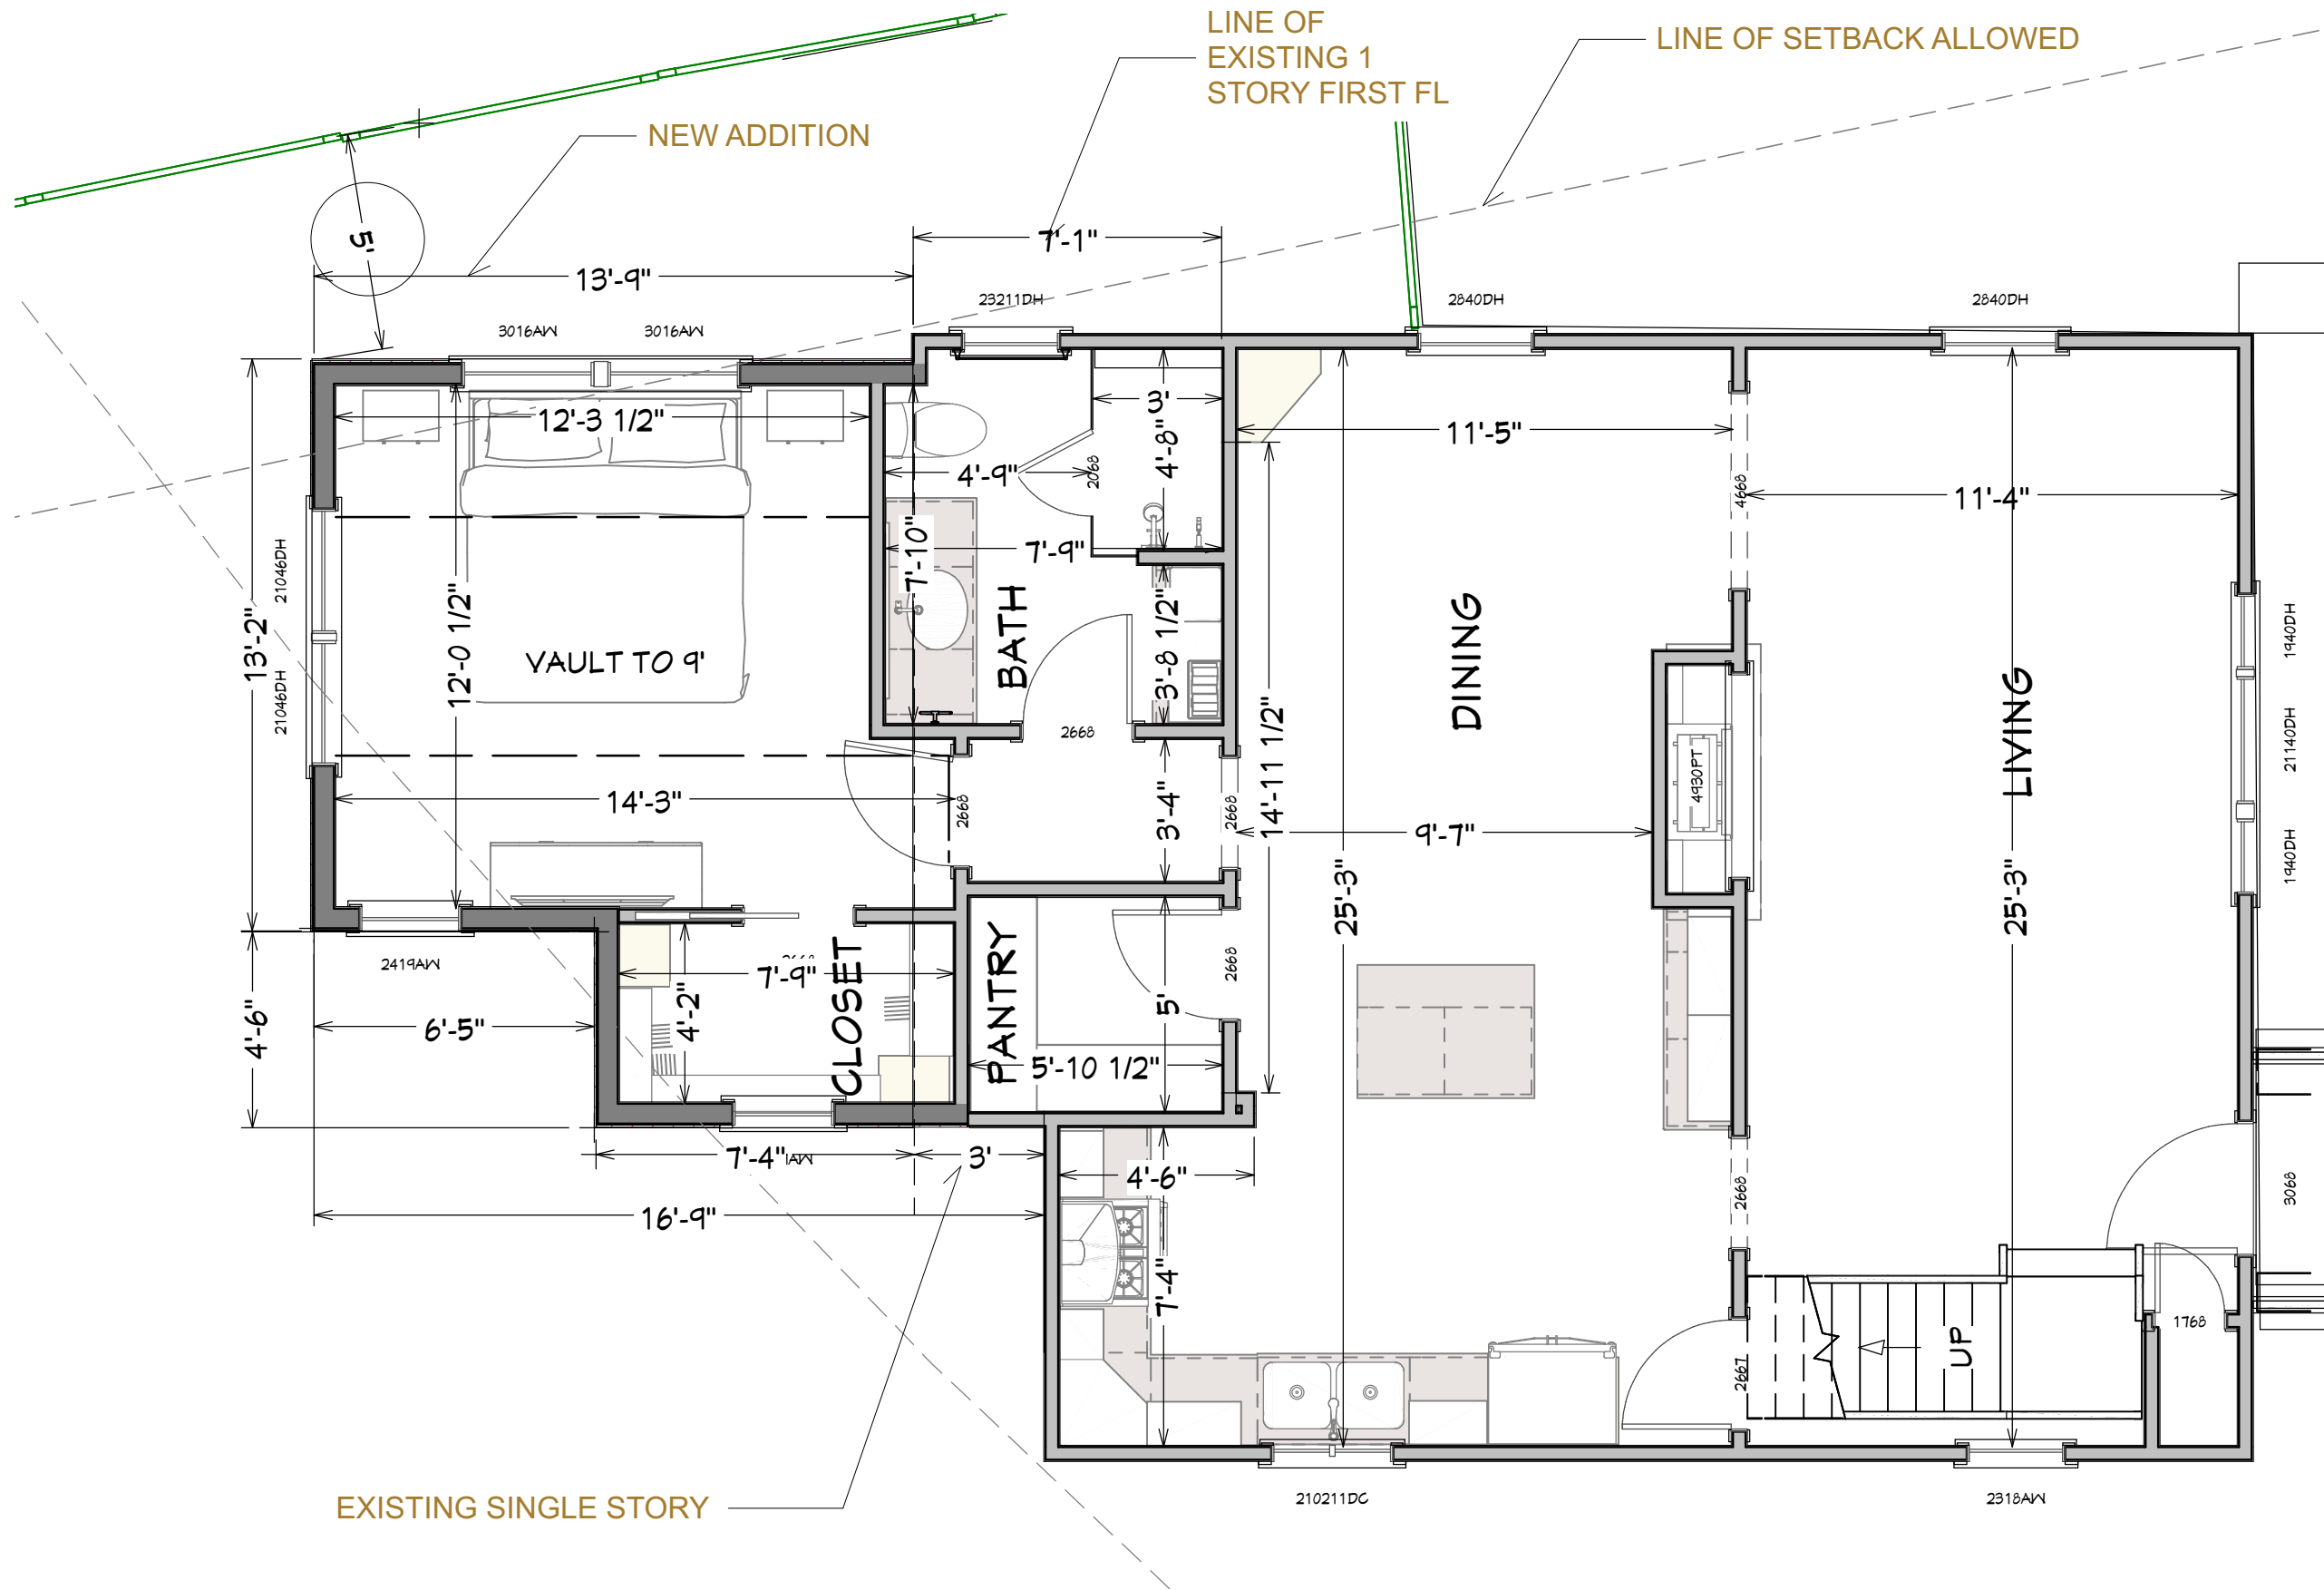 LINE OF
EXISTING 1
STORY FIRST FL
LINE OF SETBACK ALLOWED
NEW ADDITION
5'
7'-1"
13'-9"
23211DH
2840DH
2840DH
3016AW
3016AW
12'-3 1/2"
3'
4'-8"
11'-5"
4'-9"
2068
4668
11'-4"
7'-10"
7'-9"
21046DH
21046DH
13'-2"
12'-0 1/2"
VAULT TO 9'
BATH
3'-8 1/2"
DINING
LIVING
1940DH
21140DH
1940DH
2668
14'-11 1/2"
4930PT
14'-3"
2668
3'-4"
2668
9'-7"
25'-3"
25'-3"
2419AW
7'-9"
CLOSET
4'-2"
PANTRY
5'
2668
4'-6"
6'-5"
5'-10 1/2"
7'-4"
3'
4'-6"
2668
3068
16'-9"
7'-4"
1768
UP
2667
EXISTING SINGLE STORY
210211DC
2318AW